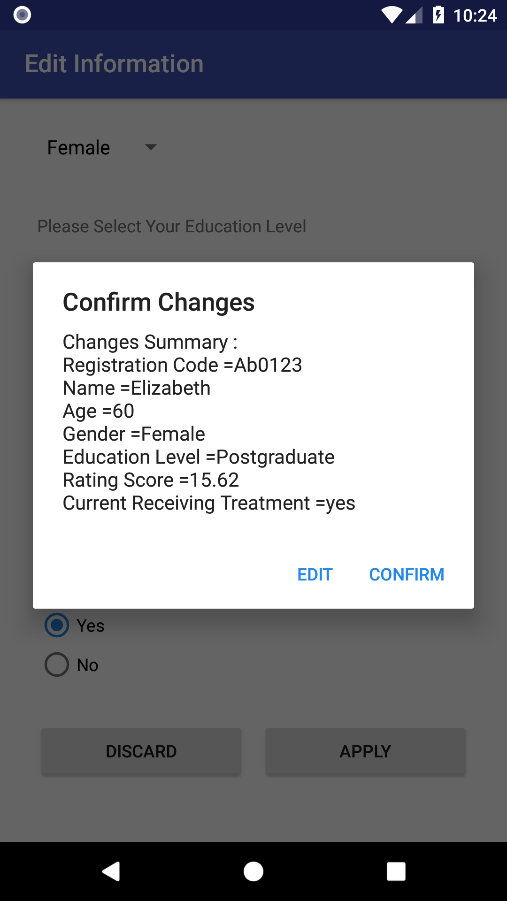 10:24
Edit Information
Female
Please Select Your Education Level
Confirm Changes
Changes Summary :
Registration Code =Ab0123
Name =Elizabeth
Age =60
Gender =Female
Education Level =Postgraduate
Rating Score =15.62
Current Receiving Treatment =yes
EDIT CONFIRM
Yes
No
DISCARD APPLY